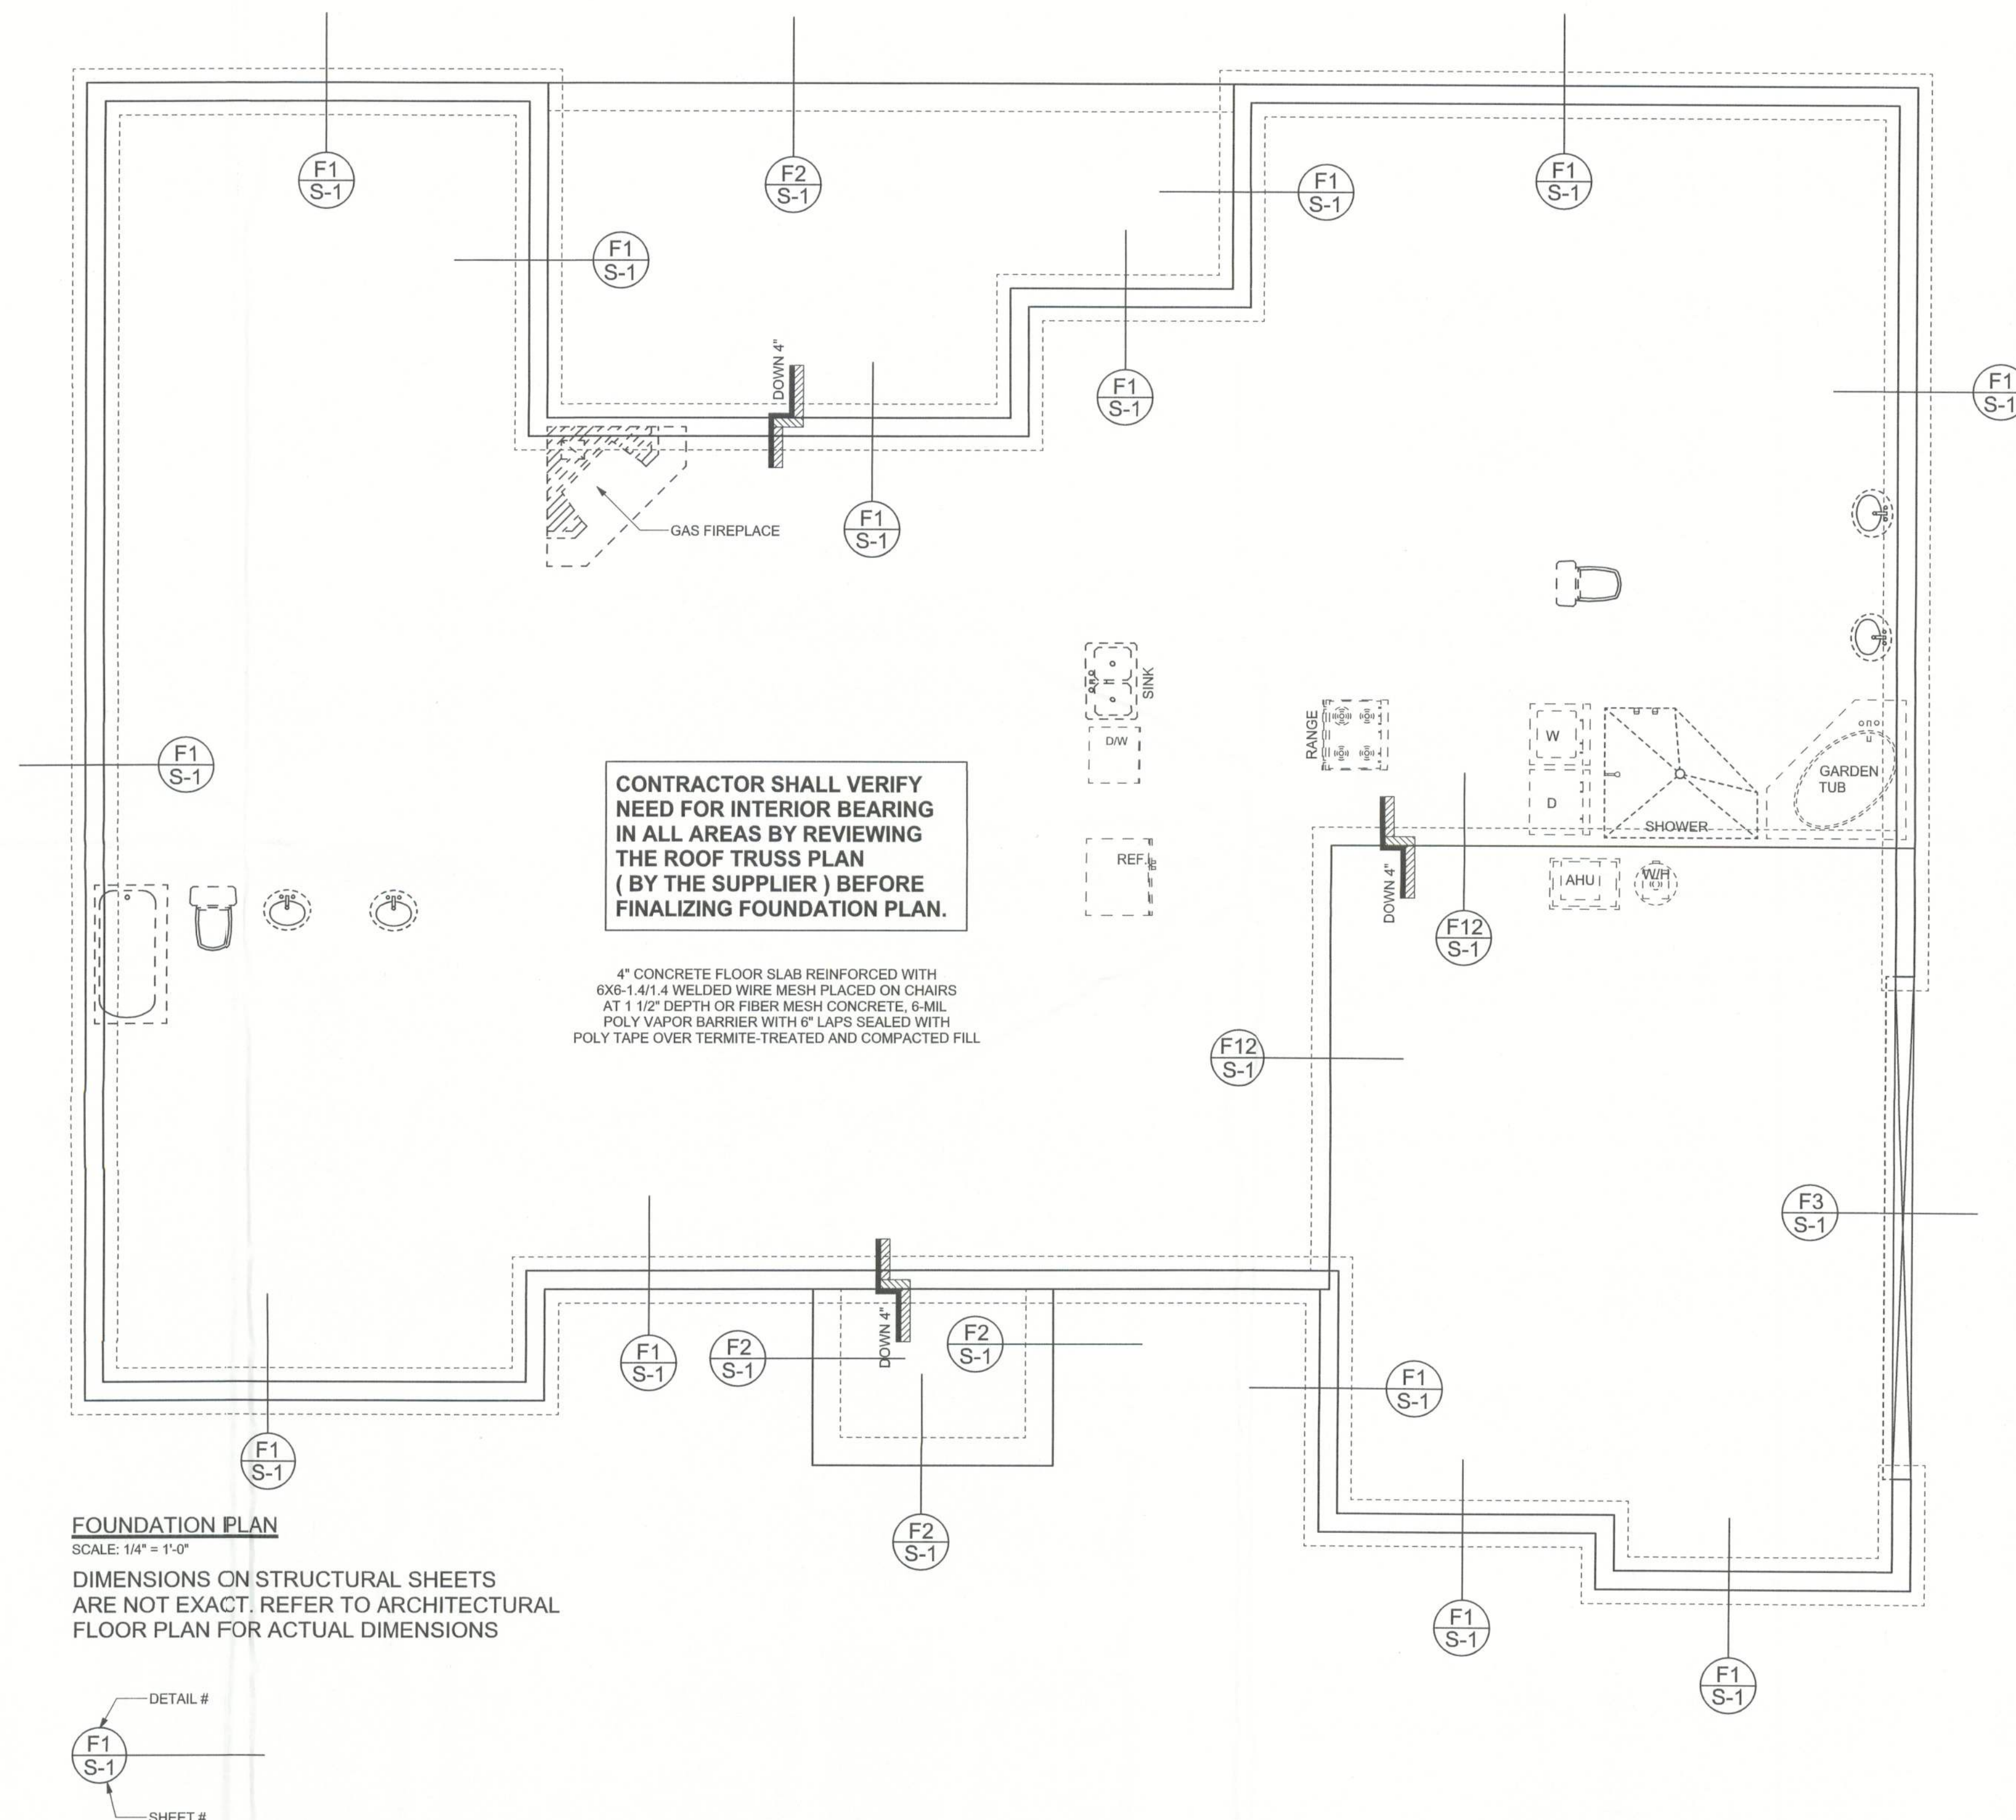 F1
S-1
F2
S-1
F1
S-1
F1
S-1
F1
S-1
F1
S-1
F1
S-1
DOWN 4"
F1
S-1
GAS FIREPLACE
F1
S-1
SINK
D/W
RANGE
W
D
SHOWER
GARDEN
TUB
F1
S-1
CONTRACTOR SHALL VERIFY
NEED FOR INTERIOR BEARING
IN ALL AREAS BY REVIEWING
THE ROOF TRUSS PLAN
( BY THE SUPPLIER ) BEFORE
FINALIZING FOUNDATION PLAN.
REF.
DOWN 4"
AHU
W/H
F12
S-1
4" CONCRETE FLOOR SLAB REINFORCED WITH
6X6-1.4/1.4 WELDED WIRE MESH PLACED ON CHAIRS
AT 1 1/2" DEPTH OR FIBER MESH CONCRETE, 6-MIL
POLY VAPOR BARRIER WITH 6" LAPS SEALED WITH
POLY TAPE OVER TERMITE-TREATED AND COMPACTED FILL
F12
S-1
F3
S-1
F1
S-1
F2
S-1
DOWN 4"
F2
S-1
F1
S-1
F1
S-1
F2
S-1
F1
S-1
F1
S-1
FOUNDATION PLAN
SCALE: 1/4" = 1'-0"
DIMENSIONS ON STRUCTURAL SHEETS
ARE NOT EXACT. REFER TO ARCHITECTURAL
FLOOR PLAN FOR ACTUAL DIMENSIONS
DETAIL #
F1
S-1
SHEET #